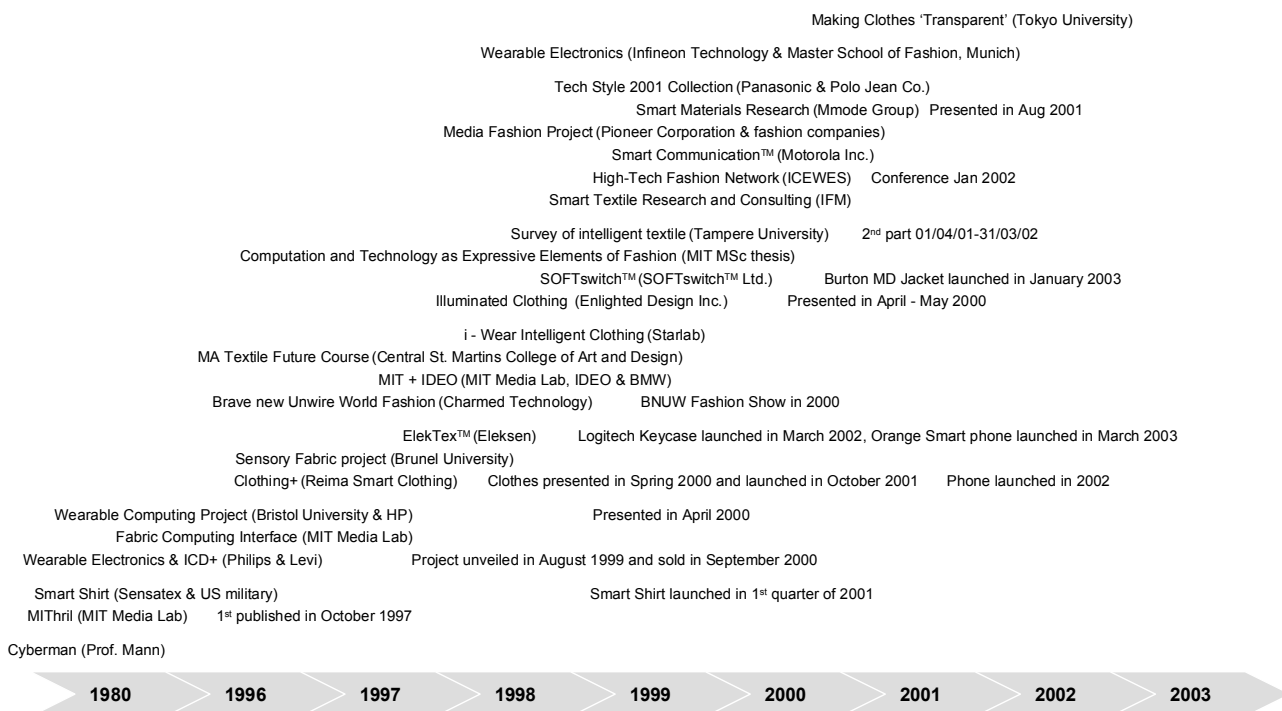 Making Clothes ‘Transparent’ (Tokyo University)
Wearable Electronics (Infineon Technology & Master School of Fashion, Munich)
Tech Style 2001 Collection (Panasonic & Polo Jean Co.)
Smart Materials Research (Mmode Group) Presented in Aug 2001
Media Fashion Project (Pioneer Corporation & fashion companies)
Smart Communication™ (Motorola Inc.)
High-Tech Fashion Network (ICEWES) Conference Jan 2002
Smart Textile Research and Consulting (IFM)
Survey of intelligent textile (Tampere University) 2nd part 01/04/01-31/03/02
Computation and Technology as Expressive Elements of Fashion (MIT MSc thesis)
SOFTswitch™ (SOFTswitch™ Ltd.) Burton MD Jacket launched in January 2003
Illuminated Clothing (Enlighted Design Inc.) Presented in April - May 2000
i - Wear Intelligent Clothing (Starlab)
MA Textile Future Course (Central St. Martins College of Art and Design)
MIT + IDEO (MIT Media Lab, IDEO & BMW)
Brave new Unwire World Fashion (Charmed Technology) BNUW Fashion Show in 2000
ElekTex™ (Eleksen) Logitech Keycase launched in March 2002, Orange Smart phone launched in March 2003
Sensory Fabric project (Brunel University)
Clothing+ (Reima Smart Clothing) Clothes presented in Spring 2000 and launched in October 2001 Phone launched in 2002
Wearable Computing Project (Bristol University & HP) Presented in April 2000
Fabric Computing Interface (MIT Media Lab)
Wearable Electronics & ICD+ (Philips & Levi) Project unveiled in August 1999 and sold in September 2000
Smart Shirt (Sensatex & US military) Smart Shirt launched in 1st quarter of 2001
MIThril (MIT Media Lab) 1st published in October 1997
Cyberman (Prof. Mann)
1980 1996 1997 1998 1999 2000 2001 2002 2003